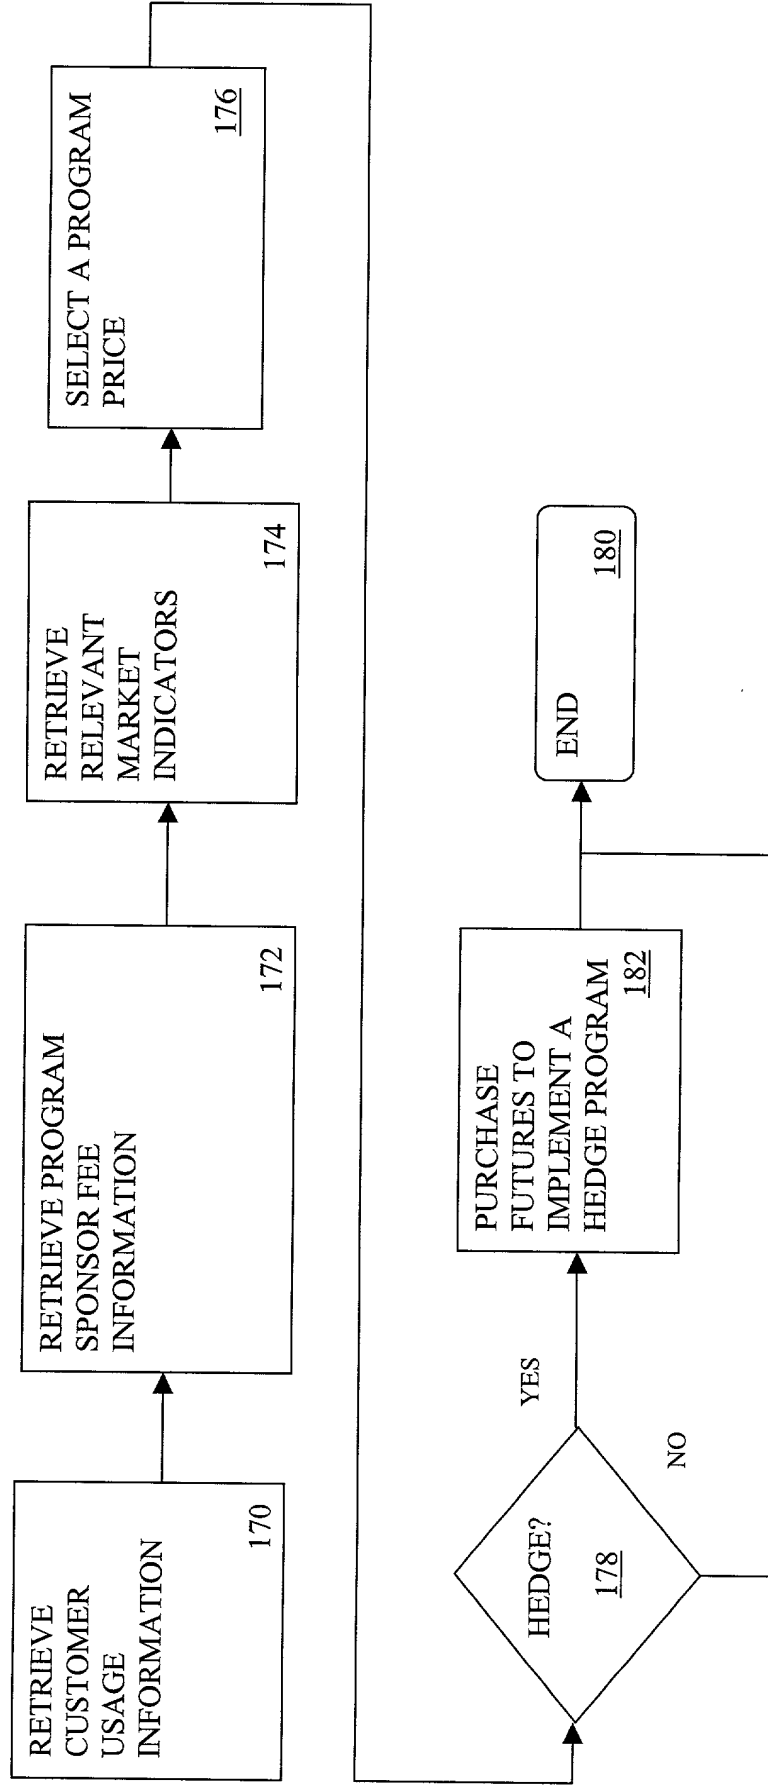 RETRIEVE
CUSTOMER
USAGE
INFORMATION
170
RETRIEVE PROGRAM
SPONSOR FEE
INFORMATION
172
RETRIEVE
RELEVANT
MARKET
INDICATORS
174
SELECT A PROGRAM
PRICE
176
HEDGE?
178
YES
NO
PURCHASE
FUTURES TO
IMPLEMENT A
HEDGE PROGRAM
182
END
180